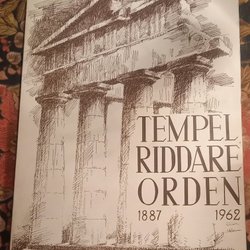 TEMPEL
RIDDARE
ORDEN
1887 1962